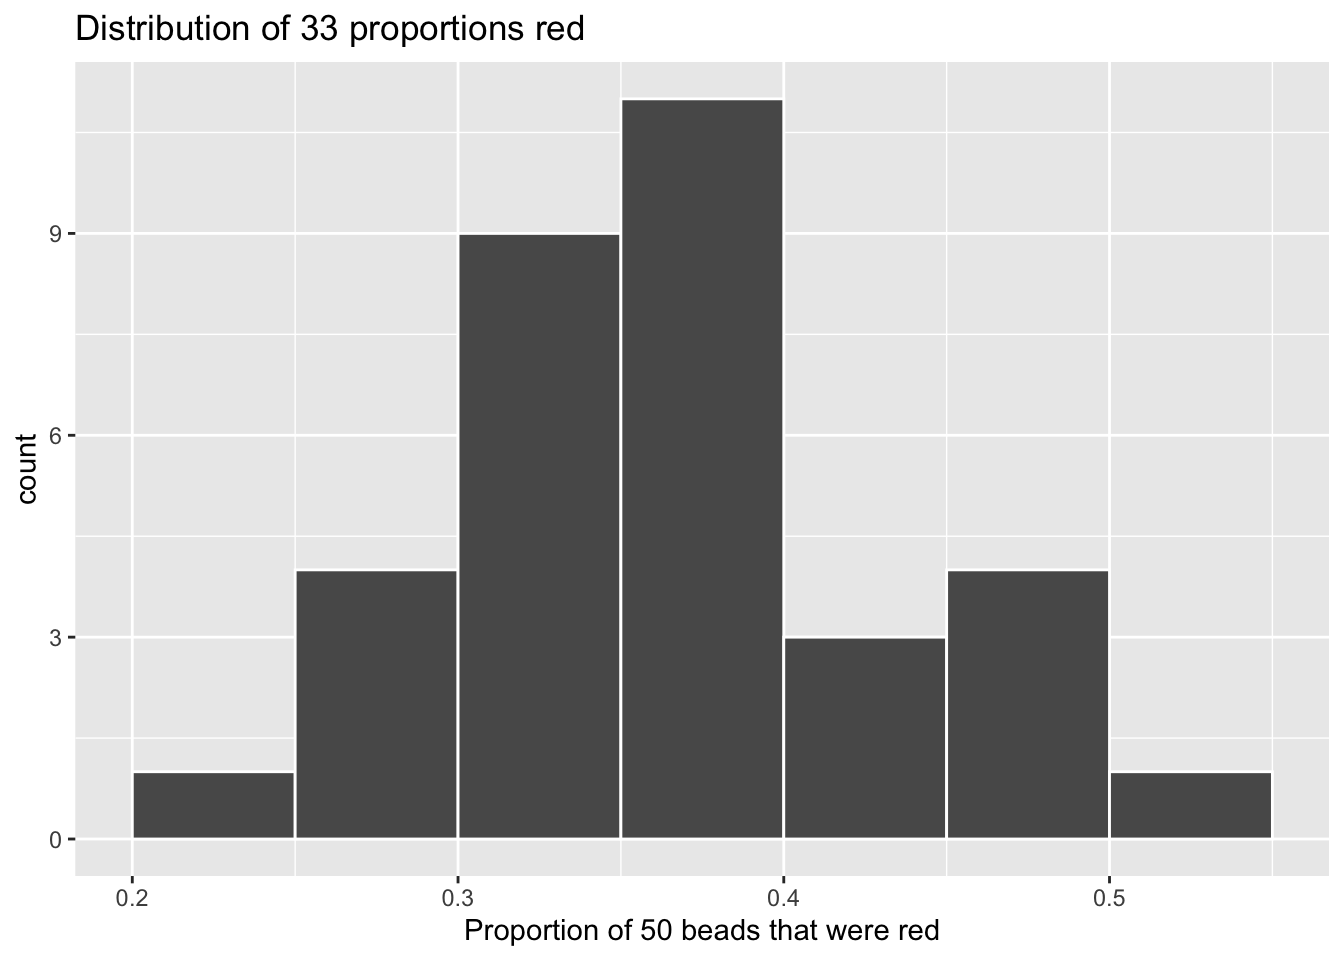 Distribution of 33 proportions red
count
9
6
3
0
0.2 0.3 0.4 0.5
Proportion of 50 beads that were red